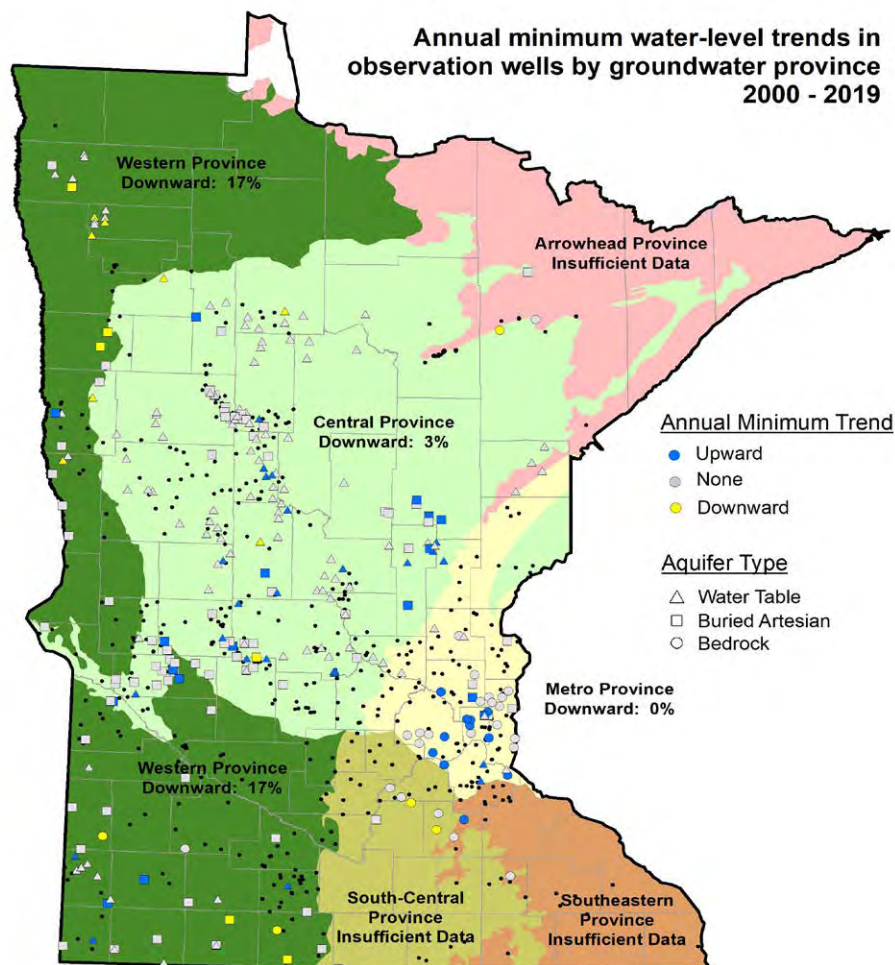 Annual minimum water-level trends in
observation wells by groundwater province
2000 - 2019
Western Province
Downward: 17%
Arrowhead Province
Insufficient Data
Central Province
Downward: 3%
Annual Minimum Trend
Upward
None
Downward
Aquifer Type
Water Table
Buried Artesian
Bedrock
Metro Province
Downward: 0%
Western Province
Downward: 17%
South-Central
Province
Insufficient Data
Southeastern
Province
Insufficient Data